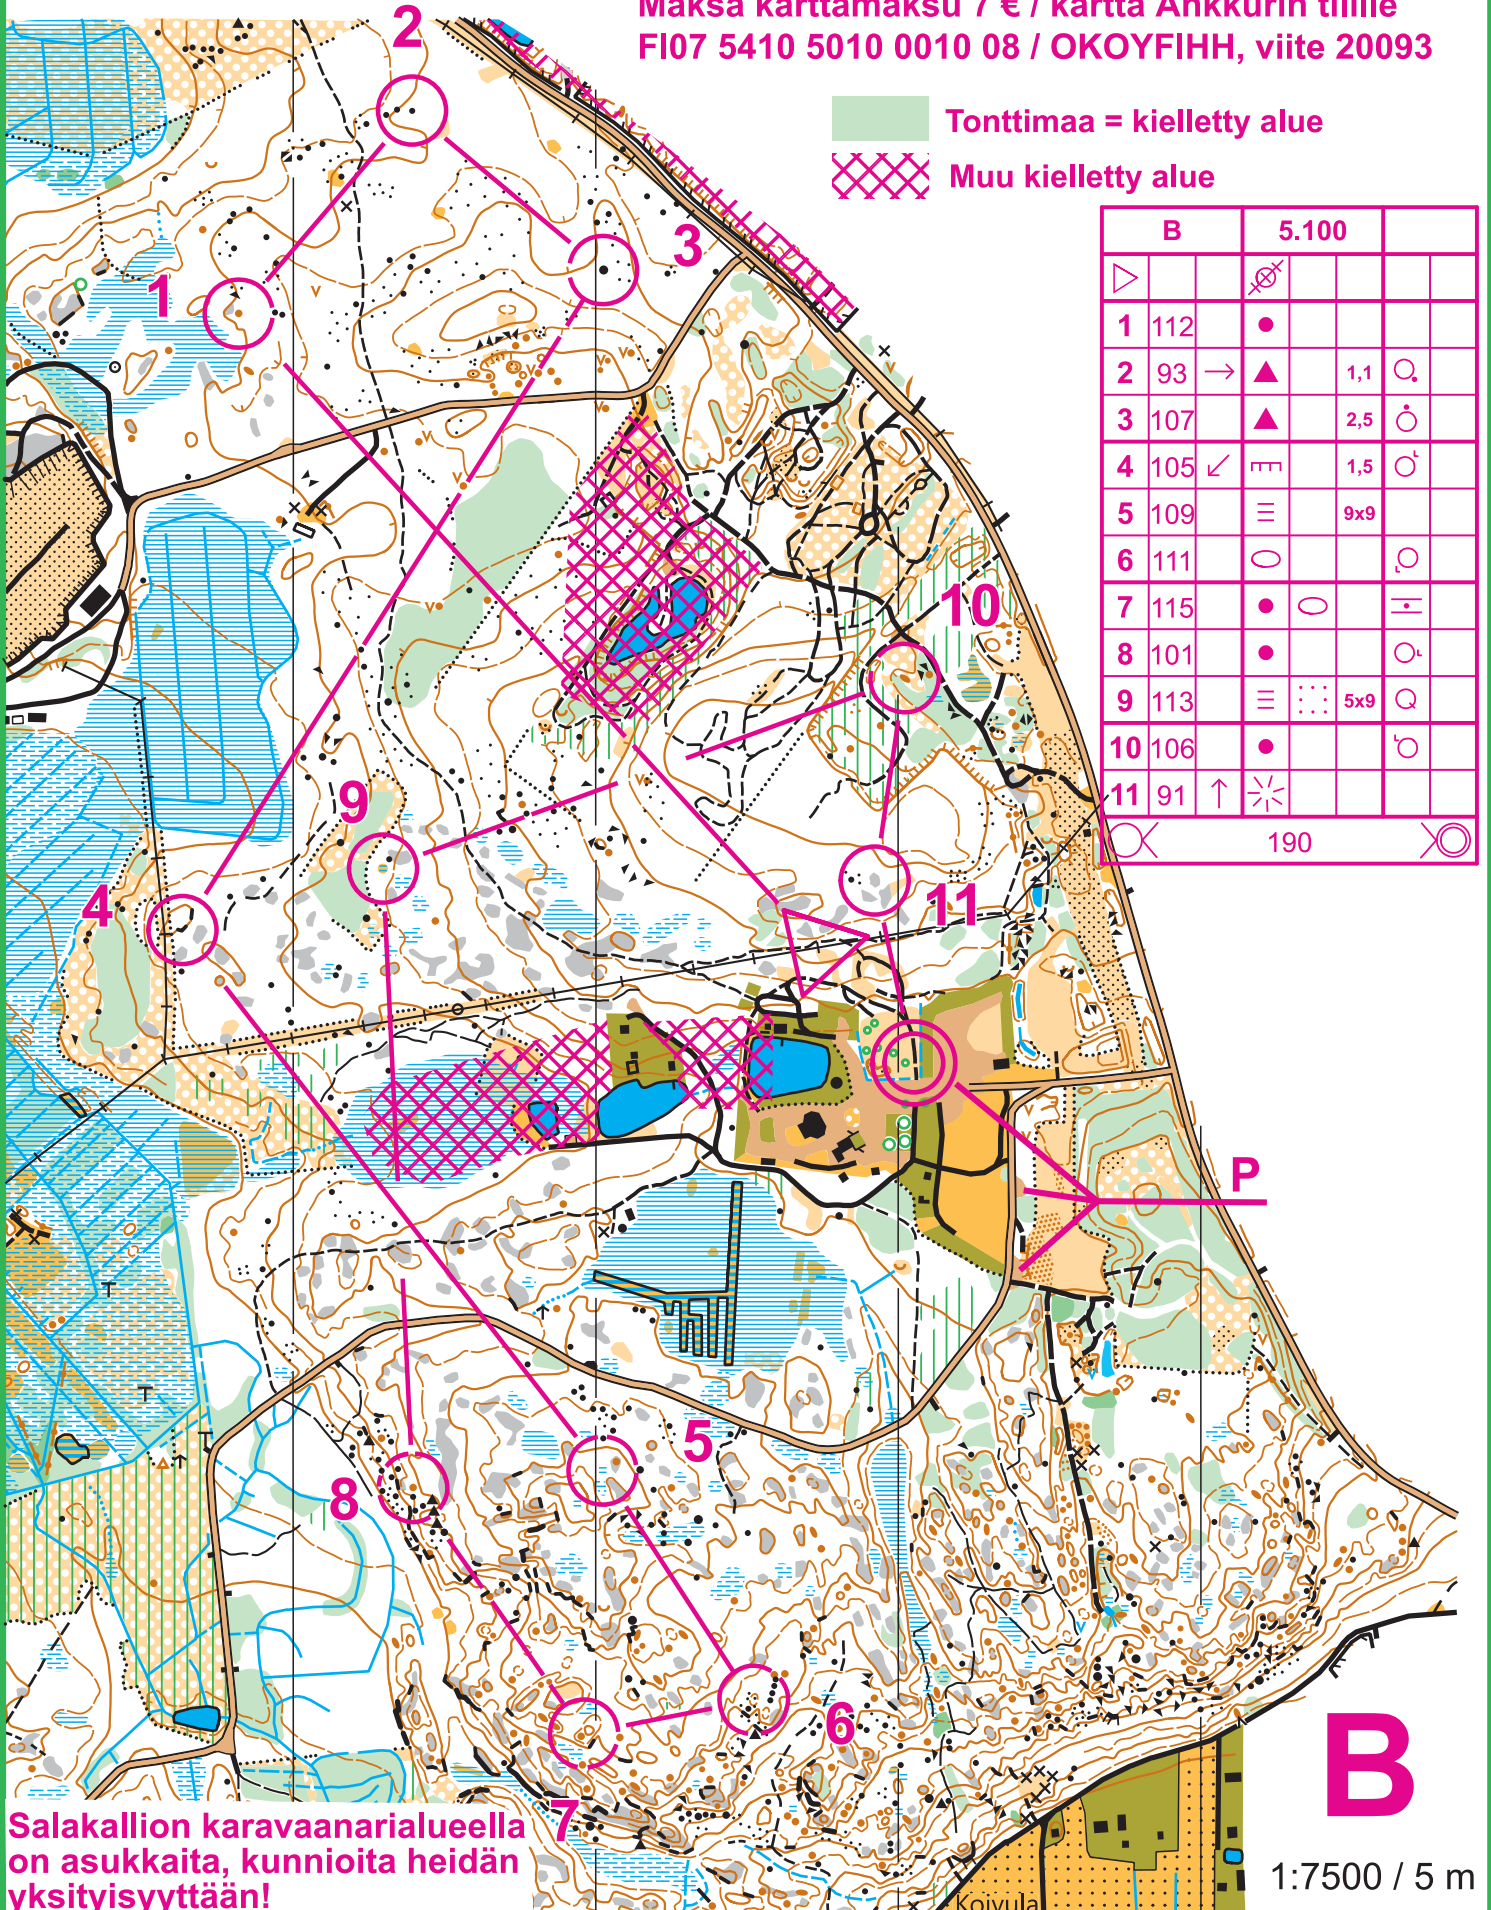 Maksa karttamaksu 7 € / kartta Ankkurin tilille
FI07 5410 5010 0010 08 / OKOYFIHH, viite 20093
Tonttimaa = kielletty alue
Muu kielletty alue
B 5.100
1 112
2 93 1,1
3 107 2,5
4 105 1,5
5 109 9x9
6 111
7 115
8 101
9 113 5x9
10 106
11 91
190
2
3
1
10
9
4
11
P
5
8
6
7
B
1:7500 / 5 m
Koivula
Salakallion karavaanarialueella
on asukkaita, kunnioita heidän
yksityisyyttään!